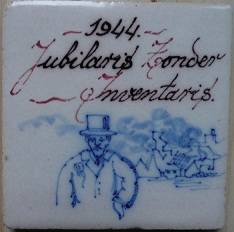 1944.
Jubilaris Zonder
Inventaris.